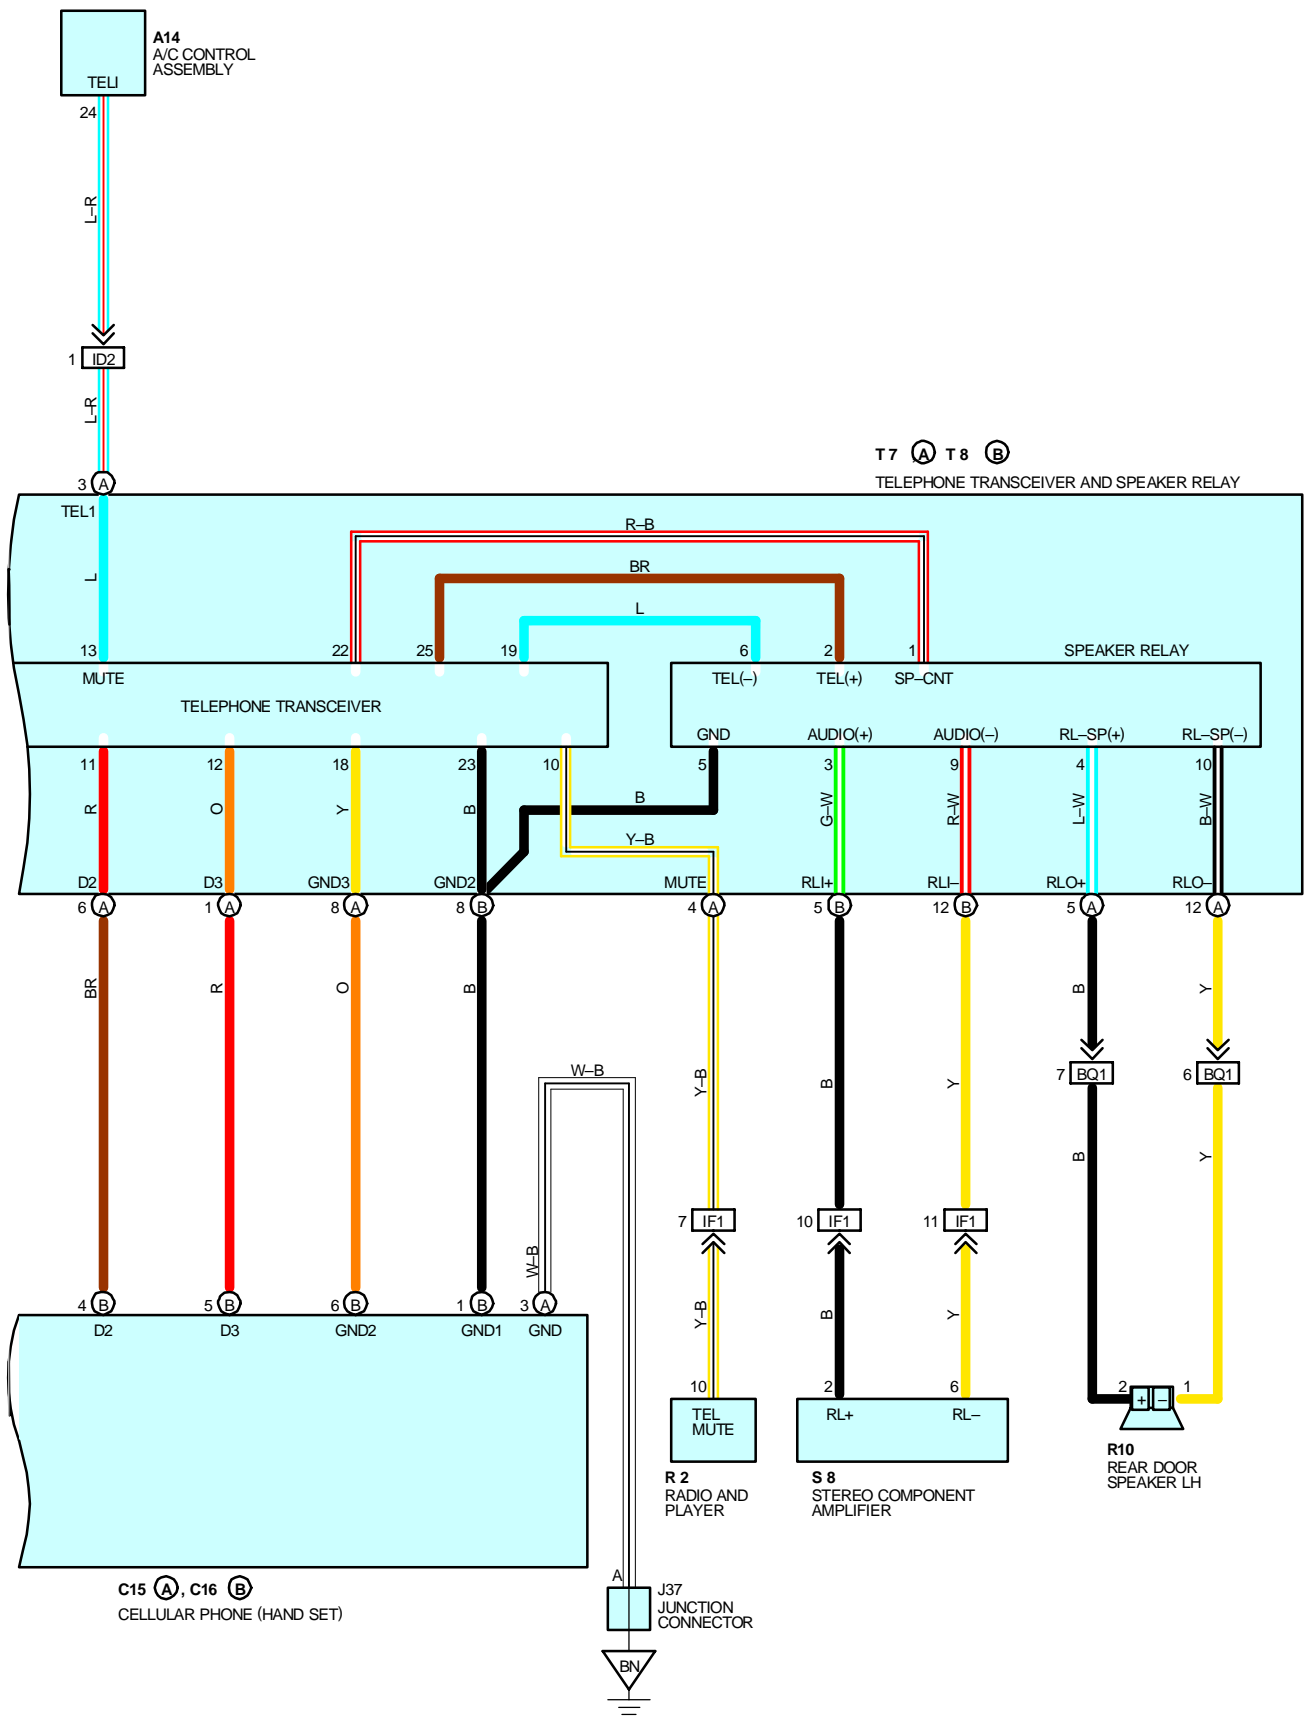 A14
A/C CONTROL
ASSEMBLY
TELI
24
L–R
1 ID2
L–R
T 7 A T 8 B
TELEPHONE TRANSCEIVER AND SPEAKER RELAY
3 A
TEL1
R–B
BR
L
L
13 22 25 19 6 2 1 SPEAKER RELAY
MUTE TEL(–) TEL(+) SP–CNT
TELEPHONE TRANSCEIVER
GND AUDIO(+) AUDIO(–) RL–SP(+) RL–SP(–)
11 12 18 23 10 5 3 9 4 10
R O Y B B G–W R–W L–W B–W
Y–B
D2 D3 GND3 GND2 MUTE RLI+ RLI– RLO+ RLO–
6 A 1 A 8 A 8 B 4 A 5 B 12 B 5 A 12 A
BR R O B B Y
W–B
7 BQ1 6 BQ1
Y–B B Y
B Y
7 IF1 10 IF1 11 IF1
W–B
4 B 5 B 6 B 1 B 3 A
Y–B B Y
D2 D3 GND2 GND1 GND
10 2 6 2 1
+ –
TEL
MUTE
RL+ RL–
R10
REAR DOOR
SPEAKER LH
R 2
RADIO AND
PLAYER
S 8
STEREO COMPONENT
AMPLIFIER
C15 A , C16 B
CELLULAR PHONE (HAND SET)
A
J37
JUNCTION
CONNECTOR
BN